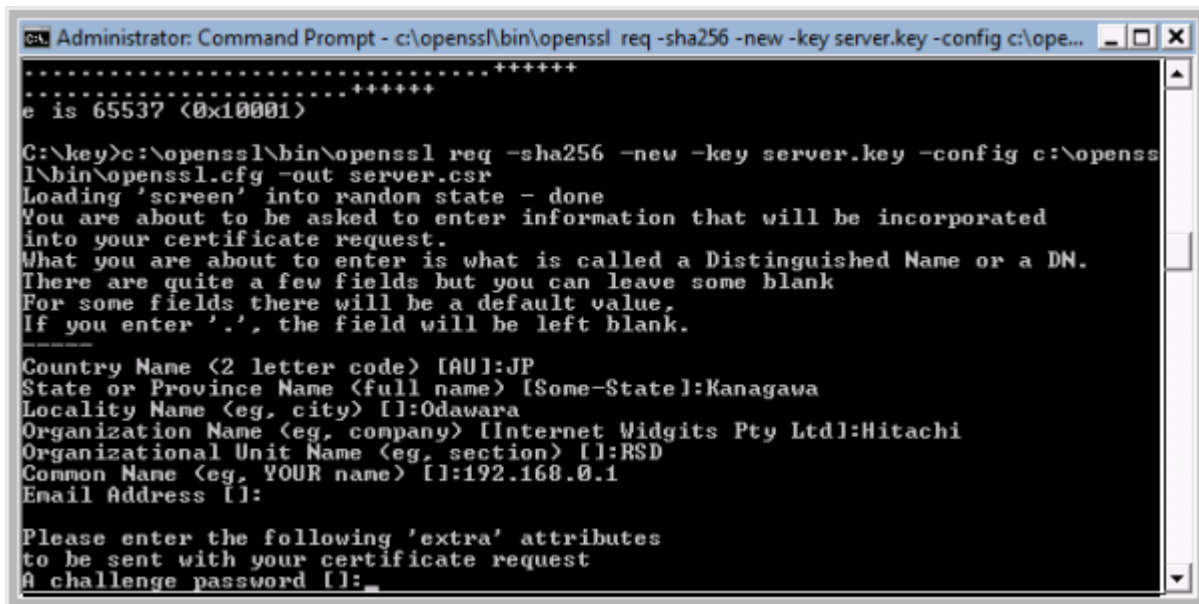 Administrator: Command Prompt - c:\openssl\bin\openssl req -sha256 -new -key server.key -config c:\ope...
..................................++++++
........................++++++
e is 65537 (0x10001)
C:\key>c:\openssl\bin\openssl req -sha256 -new -key server.key -config c:\openss
l\bin\openssl.cfg -out server.csr
Loading 'screen' into random state - done
You are about to be asked to enter information that will be incorporated
into your certificate request.
What you are about to enter is what is called a Distinguished Name or a DN.
There are quite a few fields but you can leave some blank
For some fields there will be a default value,
If you enter '.', the field will be left blank.
-----
Country Name (2 letter code) [AU]:JP
State or Province Name (full name) [Some-State]:Kanagawa
Locality Name (eg, city) []:Odawara
Organization Name (eg, company) [Internet Widgits Pty Ltd]:Hitachi
Organizational Unit Name (eg, section) []:RSD
Common Name (eg, YOUR name) []:192.168.0.1
Email Address []:
Please enter the following 'extra' attributes
to be sent with your certificate request
A challenge password []:_